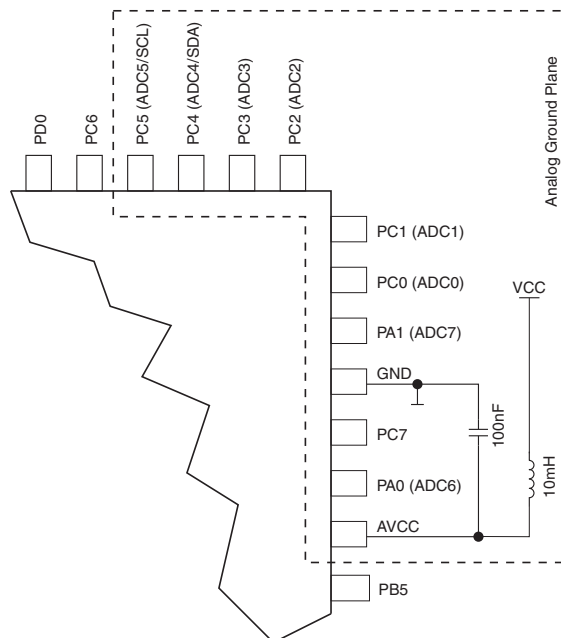 PD0
PC6
PC5 (ADC5/SCL)
PC4 (ADC4/SDA)
PC3 (ADC3)
PC2 (ADC2)
Analog Ground Plane
PC1 (ADC1)
PC0 (ADC0)
VCC
PA1 (ADC7)
GND
100nF
PC7
10mH
PA0 (ADC6)
AVCC
PB5